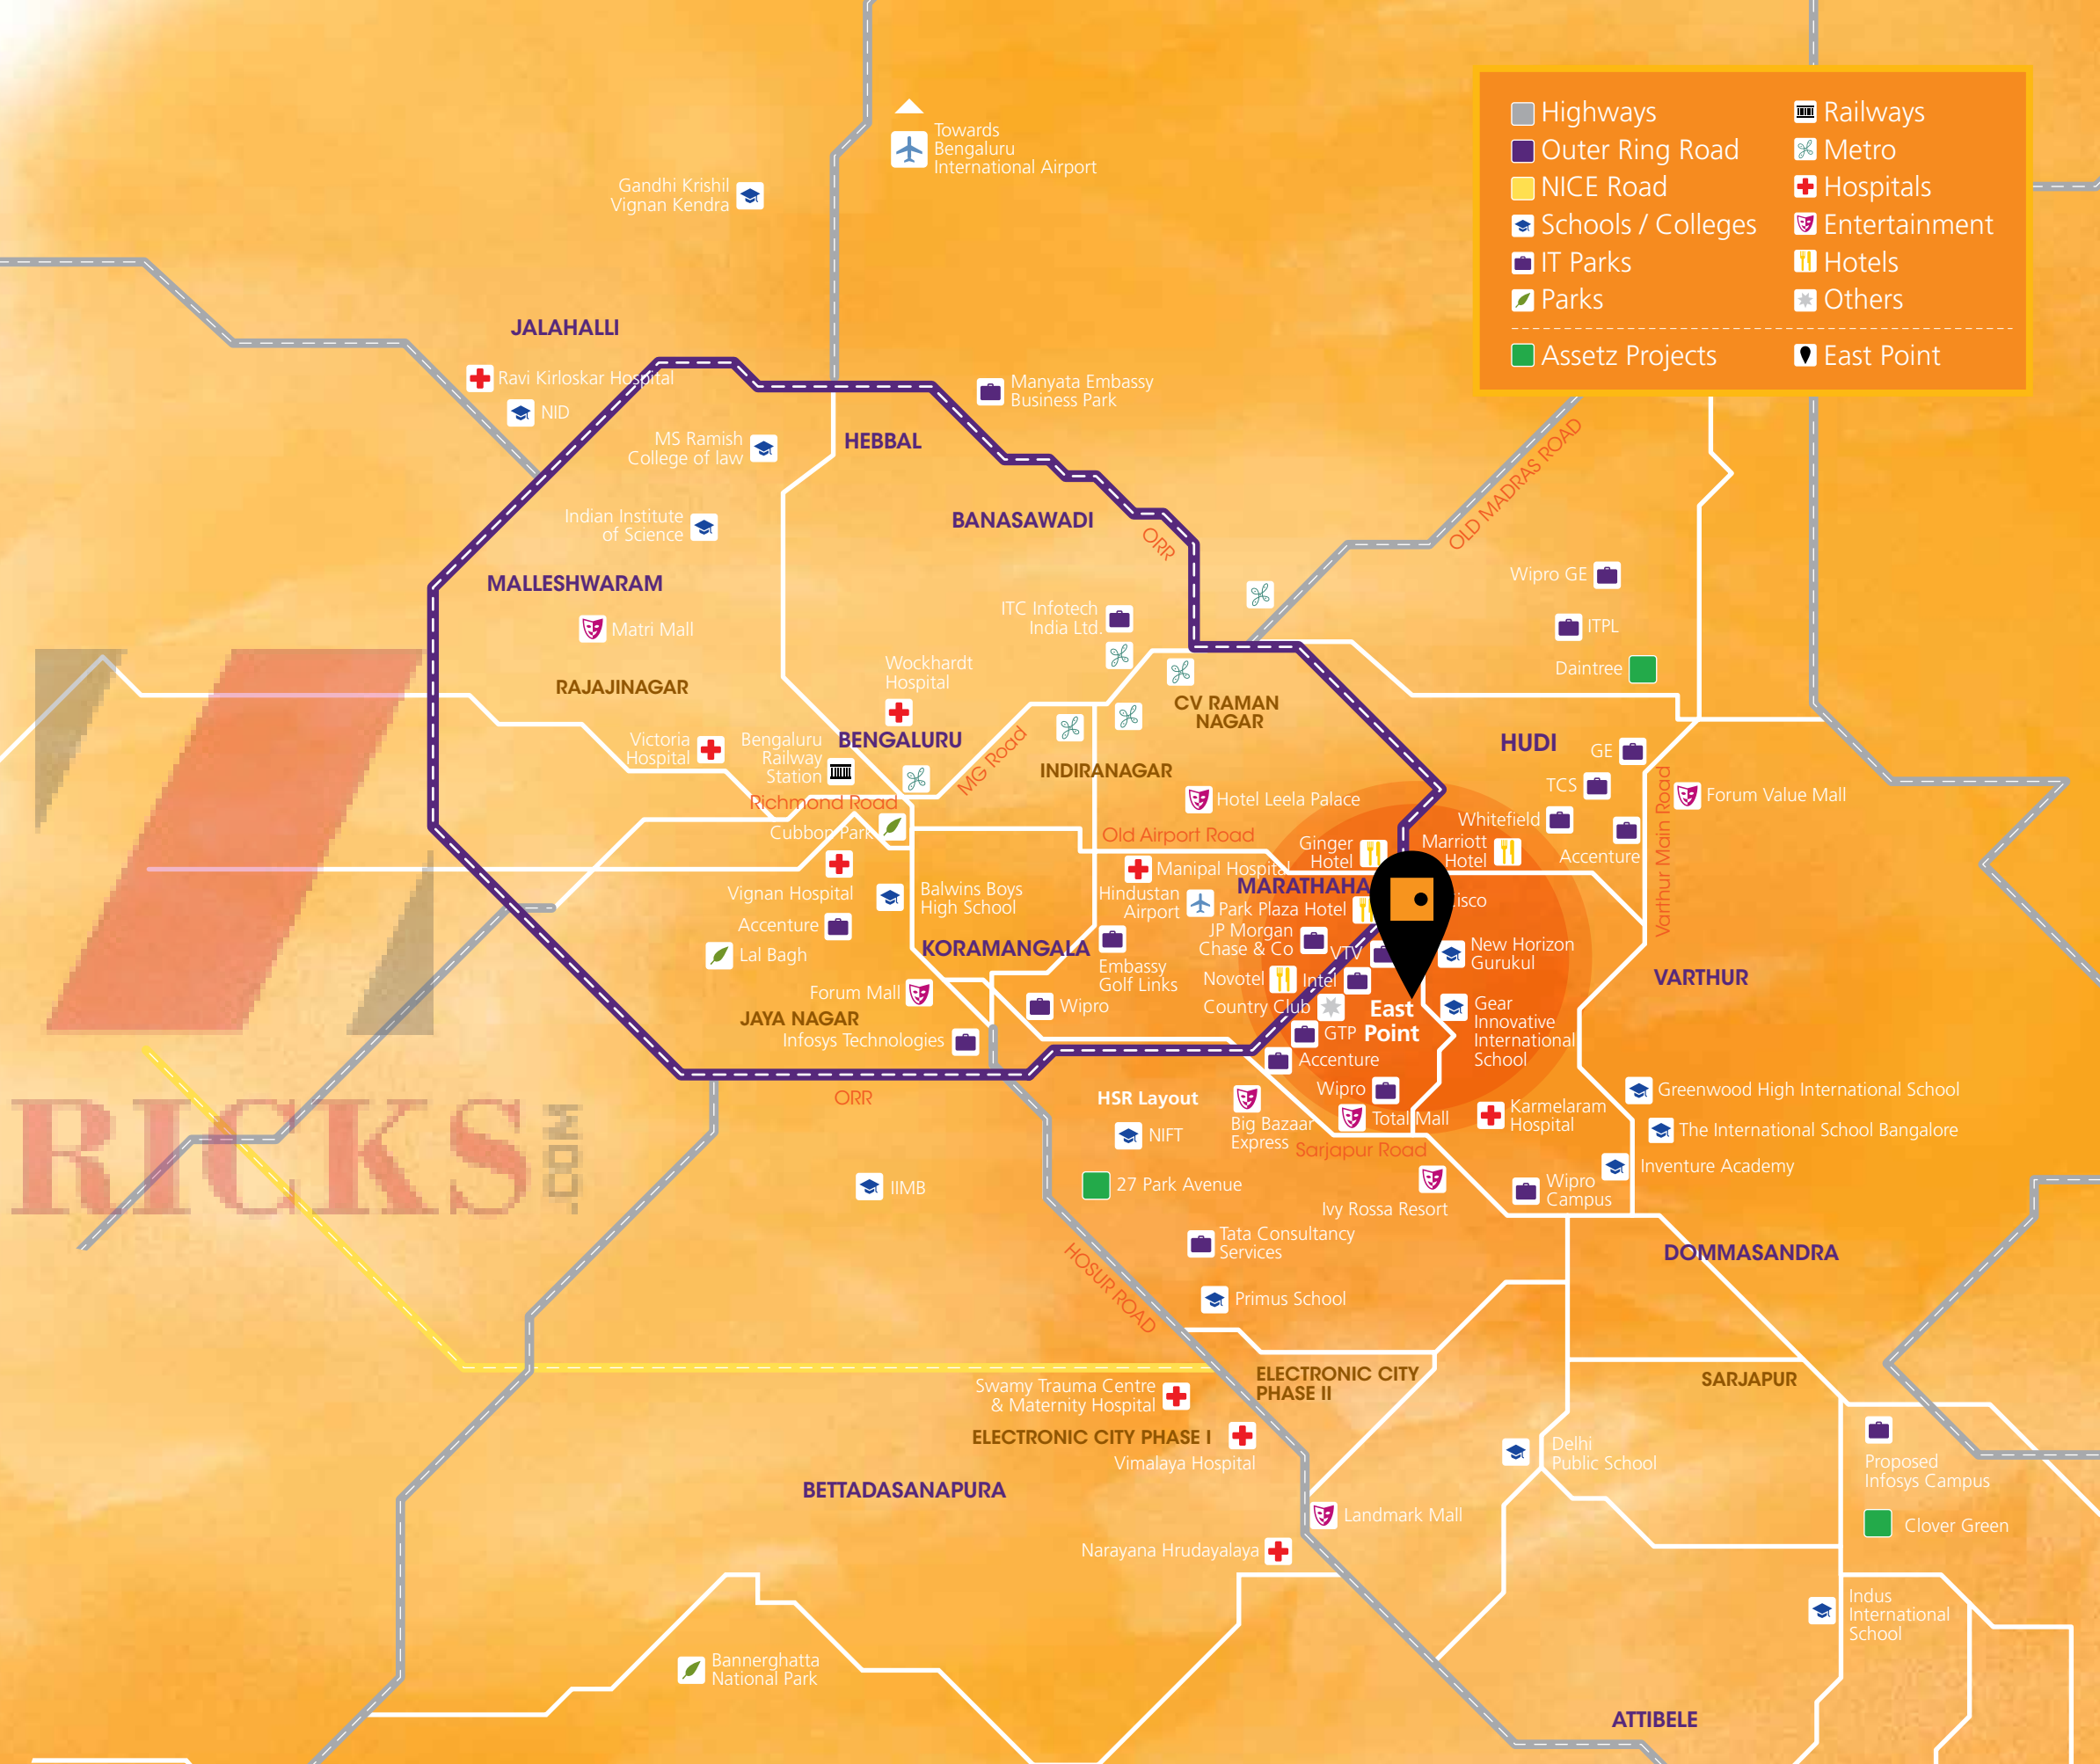 Highways
Outer Ring Road
NICE Road
Schools / Colleges
IT Parks
Parks
Assetz Projects
Railways
Metro
Hospitals
Entertainment
Hotels
Others
East Point
Towards
Bengaluru
International Airport
Gandhi Krishil
Vignan Kendra
JALAHALLI
Ravi Kirloskar Hospital
NID
Manyata Embassy
Business Park
MS Ramish
College of law
HEBBAL
OLD MADRAS ROAD
Indian Institute
of Science
BANASAWADI
ORR
MALLESHWARAM
Wipro GE
Matri Mall
ITC Infotech
India Ltd.
ITPL
Daintree
RAJAJINAGAR
Wockhardt
Hospital
CV RAMAN
NAGAR
Victoria
Hospital
Bengaluru
Railway
Station
BENGALURU
MG Road
INDIRANAGAR
HUDI
GE
TCS
Forum Value Mall
Hotel Leela Palace
Richmond Road
Cubbon Park
Old Airport Road
Whitefield
Accenture
Varthur Main Road
Ginger
Hotel
Marriott
Hotel
Manipal Hospital
Vignan Hospital
Balwins Boys
High School
Hindustan
Airport
MARATHAHA
Park Plaza Hotel
isco
Accenture
Lal Bagh
KORAMANGALA
Embassy
Golf Links
JP Morgan
Chase & Co
VTV
New Horizon
Gurukul
VARTHUR
Forum Mall
Wipro
Novotel
Intel
Country Club
East
Point
Gear
Innovative
International
School
JAYA NAGAR
Infosys Technologies
GTP
Accenture
ORR
HSR Layout
NIFT
Big Bazaar
Express
Wipro
Total Mall
Sarjapur Road
Karmelaram
Hospital
Greenwood High International School
The International School Bangalore
Inventure Academy
RICKS
.COM
IIMB
27 Park Avenue
Ivy Rossa Resort
Wipro
Campus
Tata Consultancy
Services
DOMMASANDRA
HOSUR ROAD
Primus School
Swamy Trauma Centre
& Maternity Hospital
ELECTRONIC CITY
PHASE II
SARJAPUR
ELECTRONIC CITY PHASE I
Vimalaya Hospital
Delhi
Public School
Proposed
Infosys Campus
BETTADASANAPURA
Landmark Mall
Clover Green
Narayana Hrudayalaya
Indus
International
School
Bannerghatta
National Park
ATTIBELE